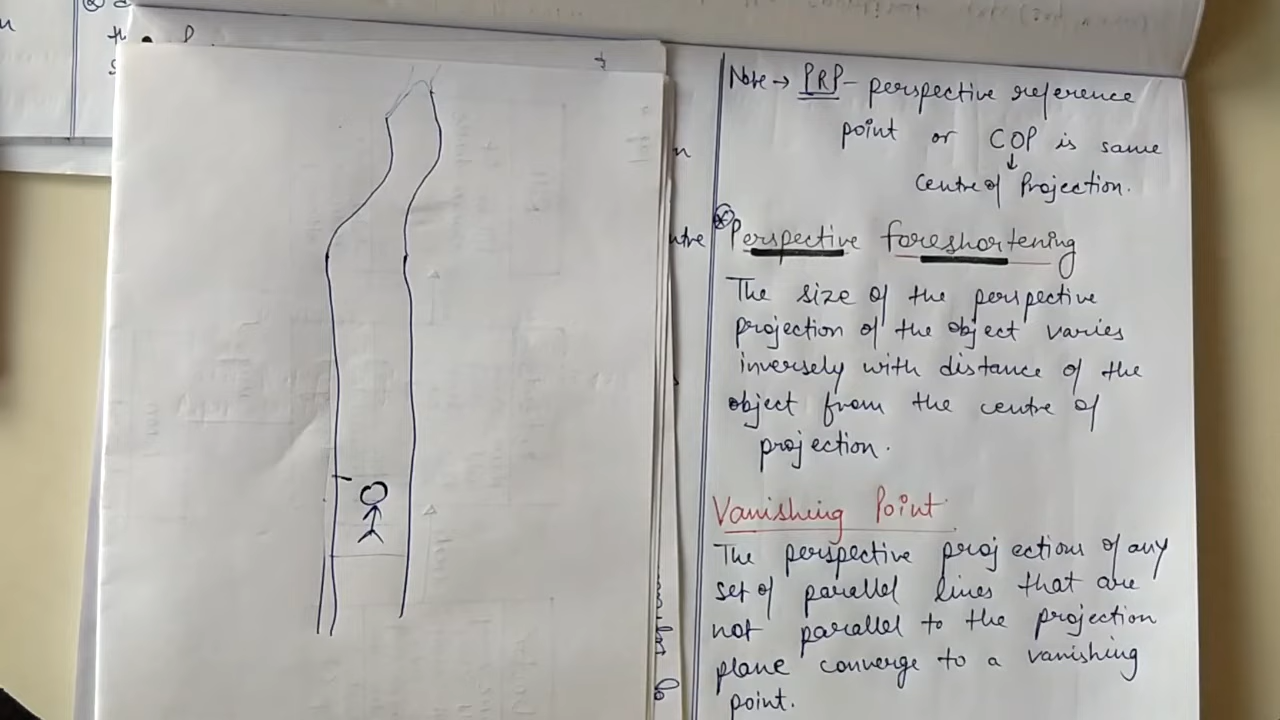 Note → PRP - perspective reference
point or COP is same
↓
Centre of Projection.
Perspective foreshortening
The size of the perspective
projection of the object varies
inversely with distance of the
object from the centre of
projection.
Vanishing Point
The perspective projections of any
set of parallel lines that are
not parallel to the projection
plane converge to a vanishing
point.